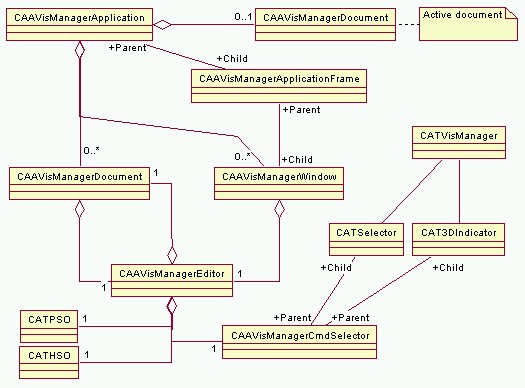 CAAVisManagerApplication
0..1
CAAVisManagerDocument
Active document
+Parent
+Child
CAAVisManagerApplicationFrame
+Parent
CATVisManager
0..*
0..*
+Child
CAAVisManagerDocument
1
CAAVisManagerWindow
CATSelector
CAT3DIndicator
CAAVisManagerEditor
1
1
+Child
+Child
CATPSO
1
+Parent
+Parent
CATHSO
1
1
CAAVisManagerCmdSelector